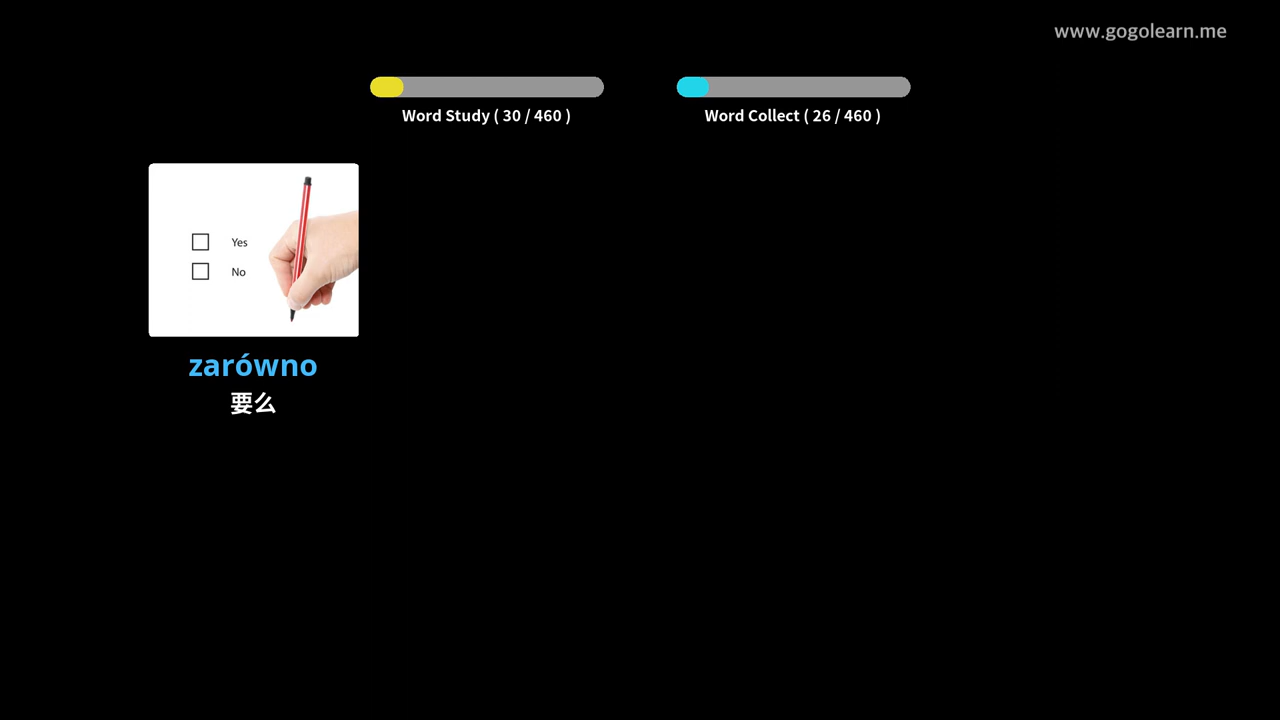 www.gogolearn.me
Word Study ( 30 / 460 )
Word Collect ( 26 / 460 )
Yes
No
zarówno
要么